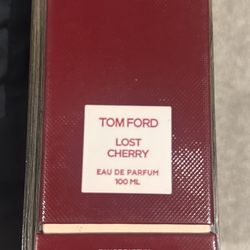 TOM FORD
LOST
CHERRY
EAU DE PARFUM
100 ML